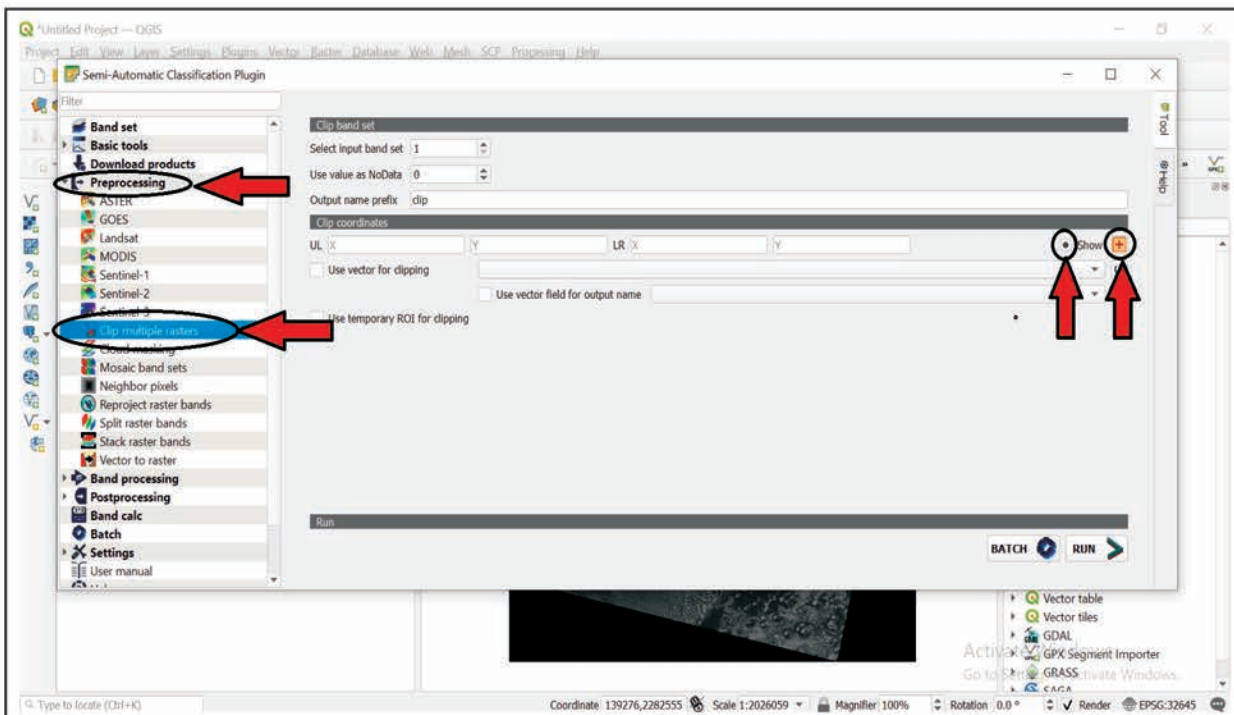 *Untitled Project — QGIS
Project Edit View Layer Settings Plugins Vector Raster Database Web Mesh SCP Processing Help
Semi-Automatic Classification Plugin
Filter
Band set
Basic tools
Download products
Preprocessing
ASTER
GOES
Landsat
MODIS
Sentinel-1
Sentinel-2
Sentinel-3
Clip multiple rasters
Cloud masking
Mosaic band sets
Neighbor pixels
Reproject raster bands
Split raster bands
Stack raster bands
Vector to raster
Band processing
Postprocessing
Band calc
Batch
Settings
User manual
Clip band set
Select input band set 1
Use value as NoData 0
Output name prefix clip
Clip coordinates
UL X Y LR X Y Show +
Use vector for clipping
Use vector field for output name
Use temporary ROI for clipping
Run
BATCH RUN
Tool
Help
Vector table
Vector tiles
GDAL
GPX Segment Importer
GRASS
SAGA
Type to locate (Ctrl+K) Coordinate 139276,2282555 Scale 1:2026059 Magnifier 100% Rotation 0.0 ° Render EPSG:32645